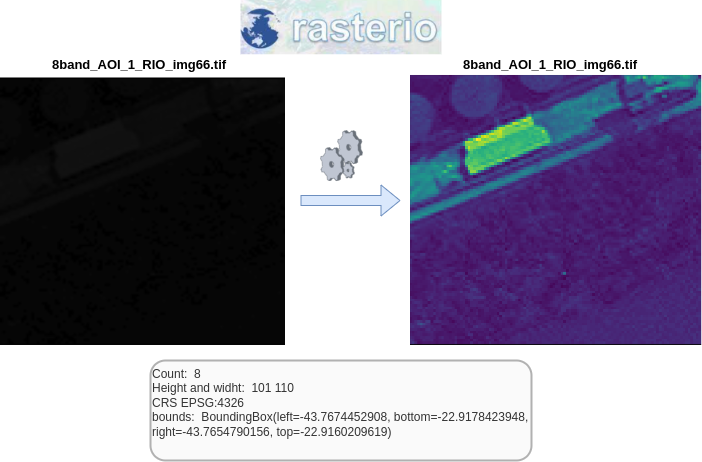 rasterio
8band_AOI_1_RIO_img66.tif
8band_AOI_1_RIO_img66.tif
Count:  8
Height and widht:  101 110
CRS EPSG:4326
bounds:  BoundingBox(left=-43.7674452908, bottom=-22.9178423948,
right=-43.7654790156, top=-22.9160209619)